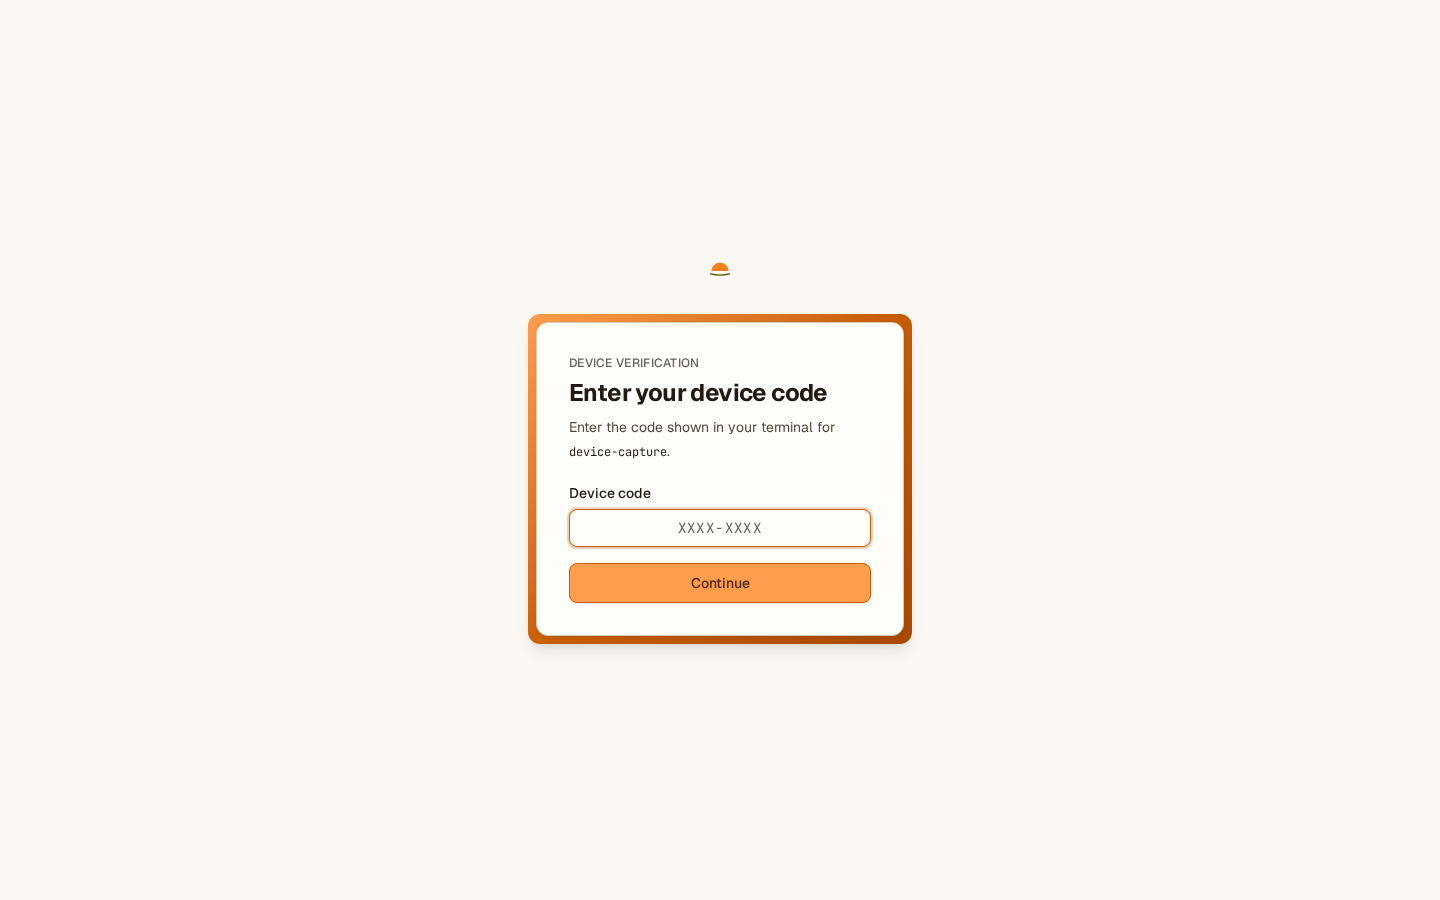 DEVICE VERIFICATION
Enter your device code
Enter the code shown in your terminal for
device-capture.
Device code
XXXX-XXXX
Continue